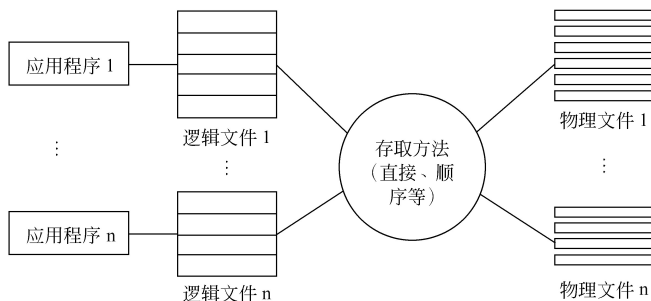 应用程序 1
逻辑文件 1
应用程序 n
逻辑文件 n
存取方法
（直接、顺
序等）
物理文件 1
物理文件 n